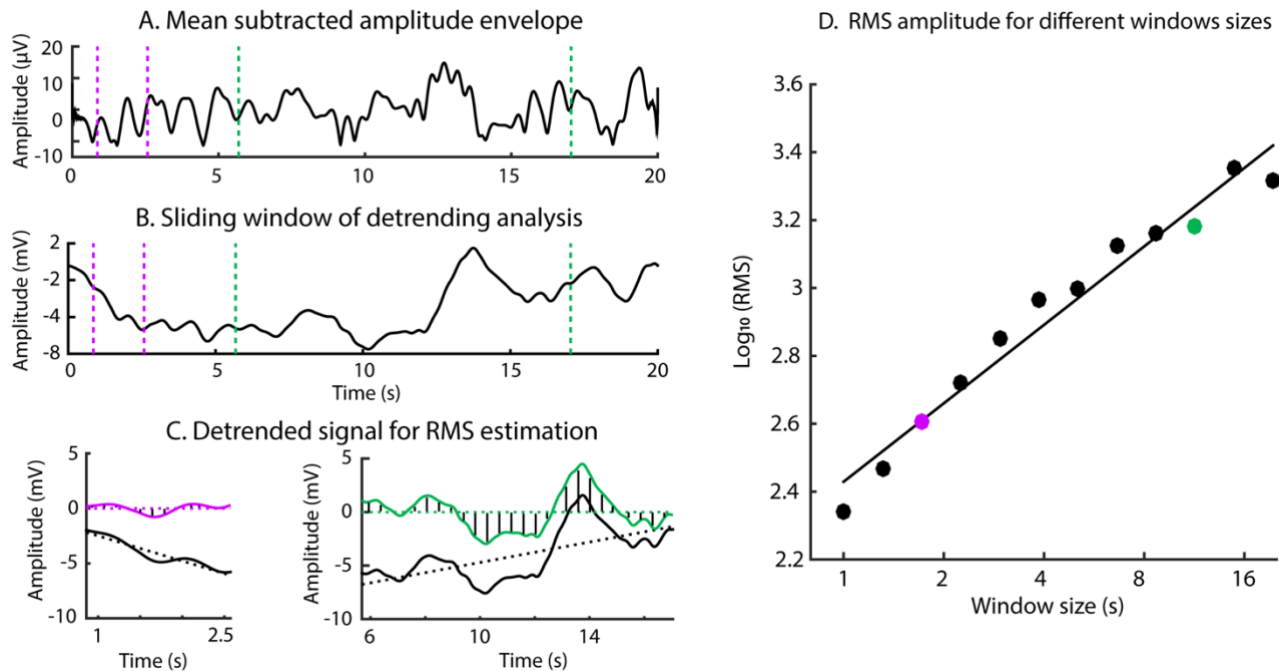 A. Mean subtracted amplitude envelope
Amplitude (µV)
20
10
0
-10
0 5 10 15 20
B. Sliding window of detrending analysis
Amplitude (mV)
2
-2
-4
-8
0 5 10 15 20
Time (s)
C. Detrended signal for RMS estimation
Amplitude (mV)
5
0
-5
-10
1 2.5
Time (s)
Amplitude (mV)
5
0
-5
-10
6 10 14
Time (s)
D. RMS amplitude for different windows sizes
Log₁₀ (RMS)
3.6
3.4
3.2
3
2.8
2.6
2.4
2.2
1 2 4 8 16
Window size (s)